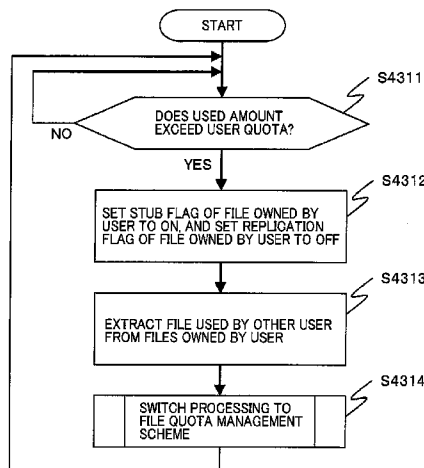 START
S4311
DOES USED AMOUNT
EXCEED USER QUOTA?
NO
YES
S4312
SET STUB FLAG OF FILE OWNED BY
USER TO ON, AND SET REPLICATION
FLAG OF FILE OWNED BY USER TO OFF
S4313
EXTRACT FILE USED BY OTHER USER
FROM FILES OWNED BY USER
S4314
SWITCH PROCESSING TO
FILE QUOTA MANAGEMENT
SCHEME